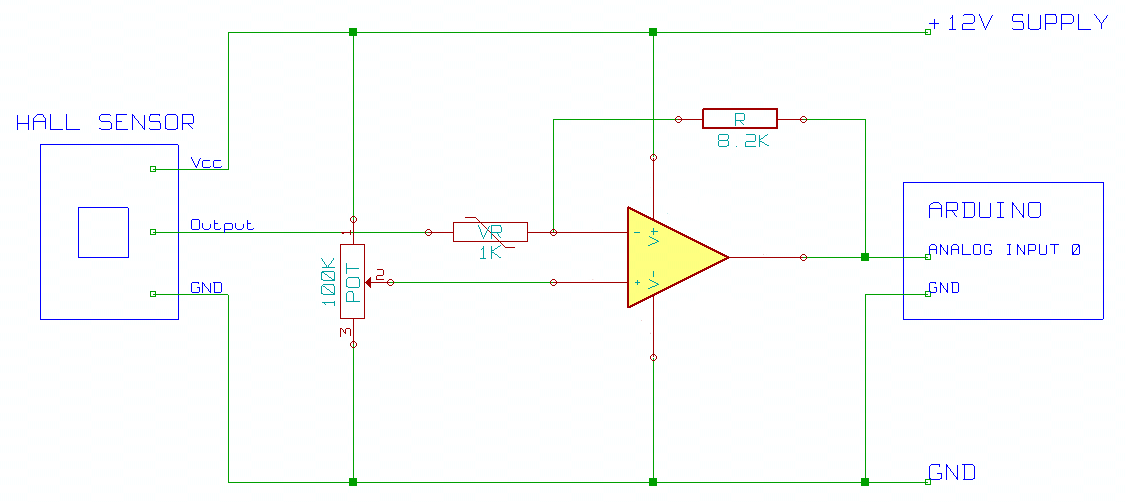 +12V SUPPLY
HALL SENSOR
Vcc
Output
GND
R
8.2K
VR
1K
1
2
3
100K
POT
-
+
V+
V-
ARDUINO
ANALOG INPUT 0
GND
GND